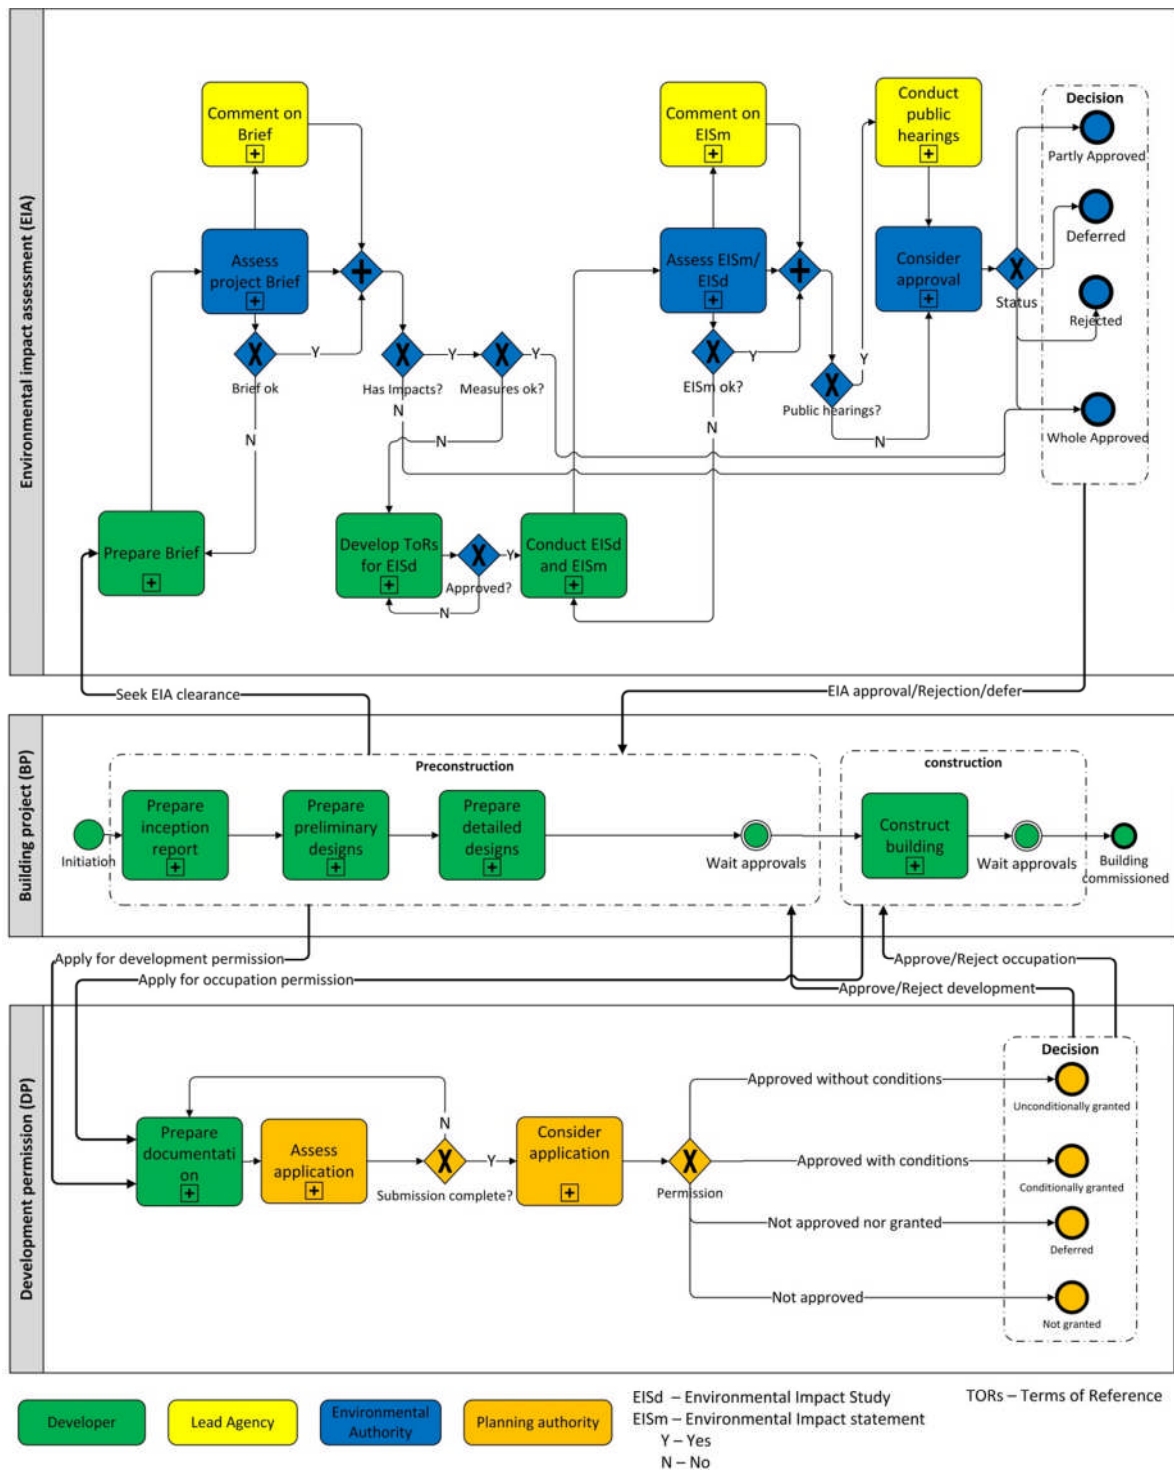 Environmental impact assessment (EIA)
Comment on
Brief
Comment on
EISm
Conduct
public
hearings
Decision
Partly Approved
Deferred
Rejected
Whole Approved
Assess
project Brief
Assess EISm/
EISd
Consider
approval
Status
Y
Brief ok
Y
Has Impacts?
Y
Measures ok?
Y
EISm ok?
Y
Public hearings?
N
N
N
N
N
Prepare Brief
Develop ToRs
for EISd
Approved?
Y
N
Conduct EISd
and EISm
Seek EIA clearance
EIA approval/Rejection/defer
Building project (BP)
Preconstruction
construction
Initiation
Prepare
inception
report
Prepare
preliminary
designs
Prepare
detailed
designs
Wait approvals
Construct
building
Wait approvals
Building
commissioned
Apply for development permission
Apply for occupation permission
Approve/Reject occupation
Approve/Reject development
Development permission (DP)
Decision
Prepare
documentati
on
Assess
application
N
Submission complete?
Y
Consider
application
Permission
Approved without conditions
Unconditionally granted
Approved with conditions
Conditionally granted
Not approved nor granted
Deferred
Not approved
Not granted
Developer
Lead Agency
Environmental
Authority
Planning authority
EISd – Environmental Impact Study
EISm – Environmental Impact statement
Y – Yes
N – No
TORs – Terms of Reference